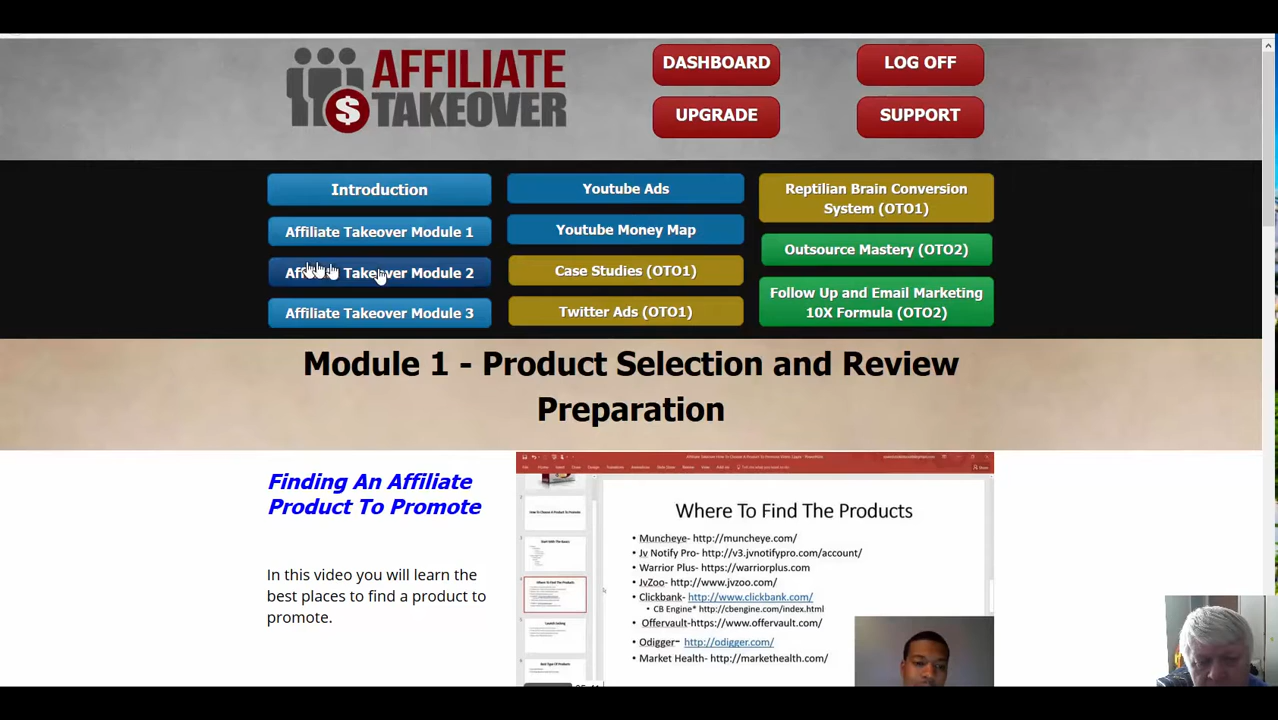 AFFILIATE
TAKEOVER
$
DASHBOARD
LOG OFF
UPGRADE
SUPPORT
Introduction
Affiliate Takeover Module 1
Affiliate Takeover Module 2
Affiliate Takeover Module 3
Youtube Ads
Youtube Money Map
Case Studies (OTO1)
Twitter Ads (OTO1)
Reptilian Brain Conversion
System (OTO1)
Outsource Mastery (OTO2)
Follow Up and Email Marketing
10X Formula (OTO2)
Module 1 - Product Selection and Review
Preparation
Finding An Affiliate
Product To Promote
In this video you will learn the
best places to find a product to
promote.
Where To Find The Products
• Muncheye- http://muncheye.com/
• Jv Notify Pro- http://v3.jvnotifypro.com/account/
• Warrior Plus- https://warriorplus.com
• JvZoo- http://www.jvzoo.com/
• Clickbank- http://www.clickbank.com/
• CB Engine* http://cbengine.com/index.html
• Offervault-https://www.offervault.com/
• Odigger- http://odigger.com/
• Market Health- http://markethealth.com/